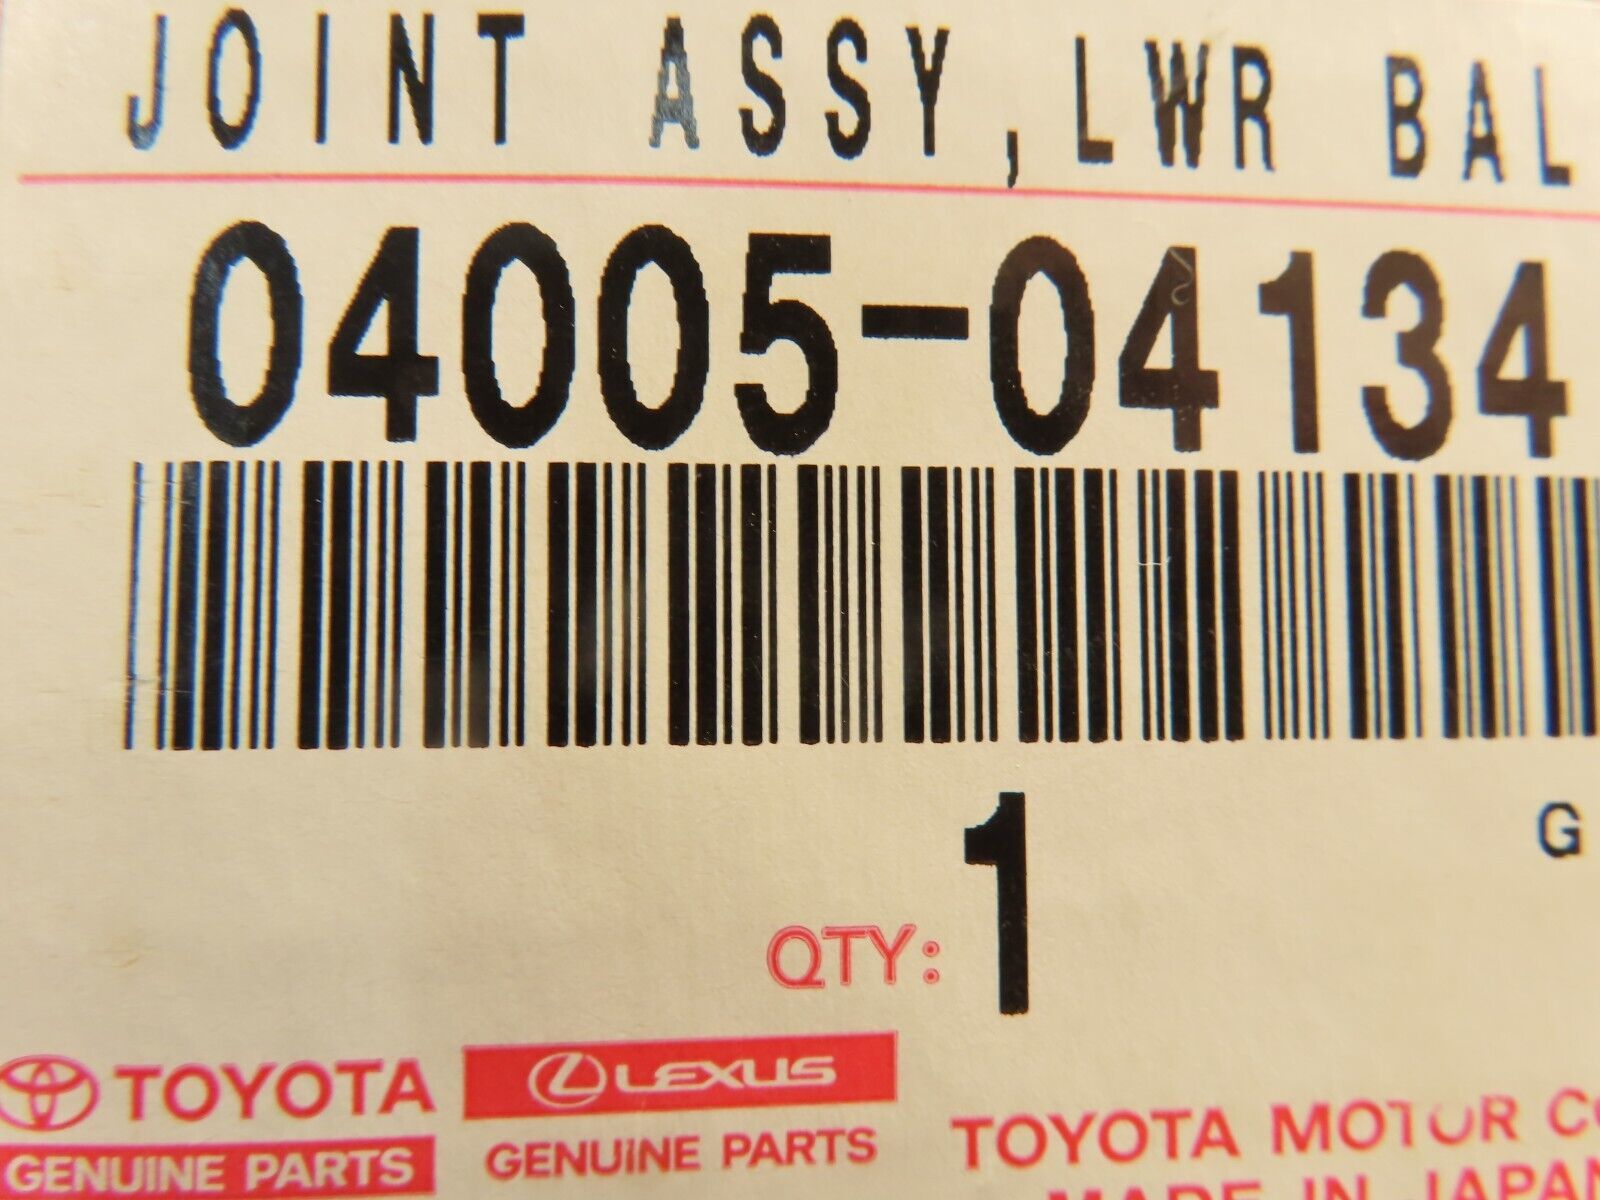 JOINT ASSY,LWR BAL
04005-04134
G
QTY: 1
TOYOTA
GENUINE PARTS
LEXUS
GENUINE PARTS
TOYOTA MOTOR CO
MADE IN JAPAN